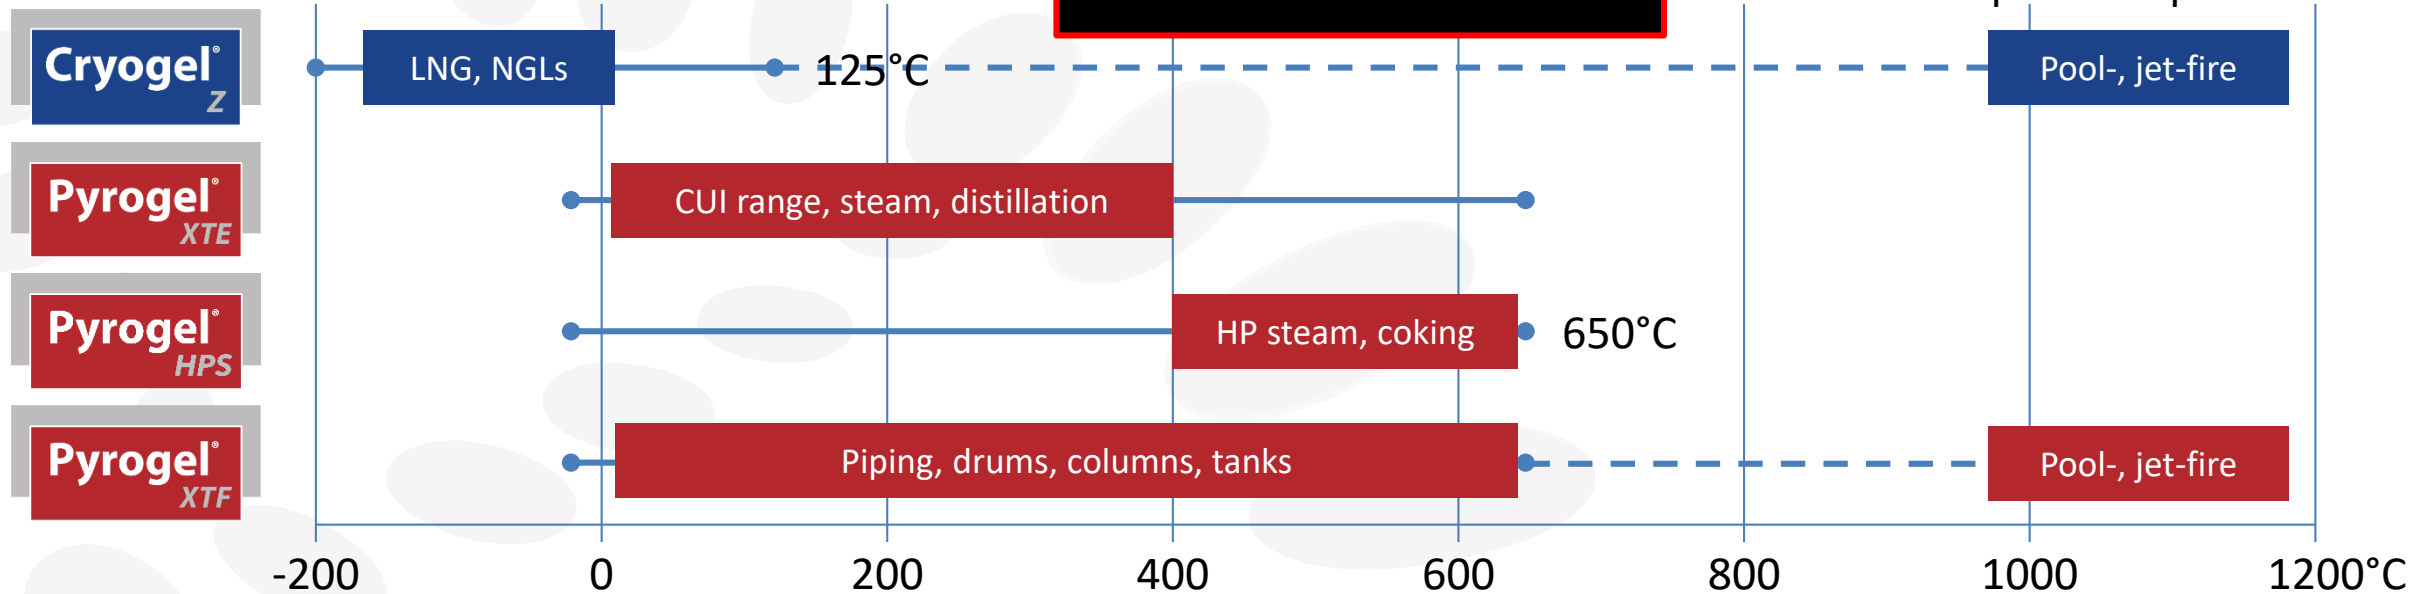 Cryogel®
Z
LNG, NGLs
125°C
Pool-, jet-fire
Pyrogel®
XTE
CUI range, steam, distillation
Pyrogel®
HPS
HP steam, coking
650°C
Pyrogel®
XTF
Piping, drums, columns, tanks
Pool-, jet-fire
-200 0 200 400 600 800 1000 1200°C